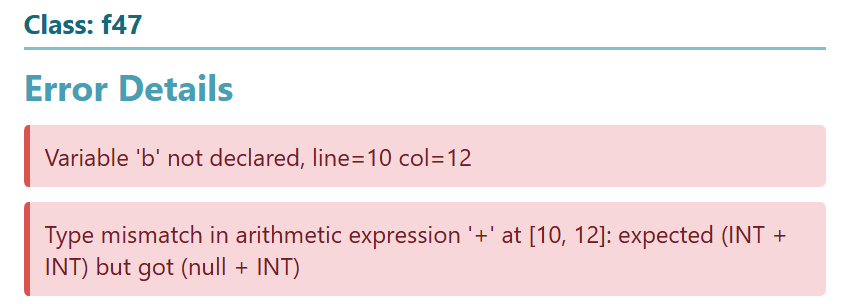 Class: f47
Error Details
Variable 'b' not declared, line=10 col=12
Type mismatch in arithmetic expression '+' at [10, 12]: expected (INT +
INT) but got (null + INT)